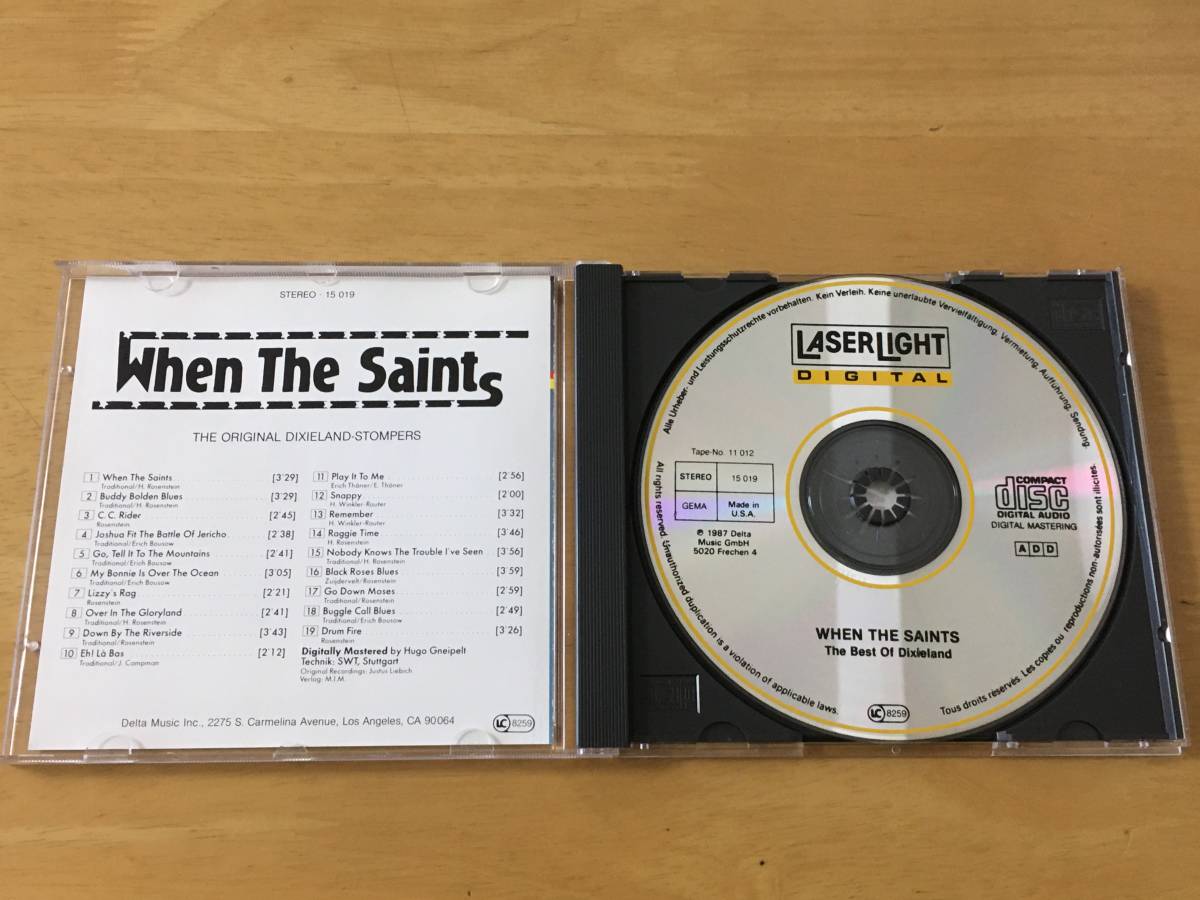 STEREO · 15 019
When The Saints
THE ORIGINAL DIXIELAND-STOMPERS
1 When The Saints [3'29]
Traditional/H. Rosenstein
2 Buddy Bolden Blues [3'29]
Traditional/H. Rosenstein
3 C.C. Rider [2'45]
Rosenstein
4 Joshua Fit The Battle Of Jericho [2'38]
Traditional/Erich Bousow
5 Go, Tell It To The Mountains [2'41]
Traditional/Erich Bousow
6 My Bonnie Is Over The Ocean [3'05]
Traditional/Erich Bousow
7 Lizzy's Rag [2'21]
Rosenstein
8 Over In The Gloryland [2'41]
Traditional/H. Rosenstein
9 Down By The Riverside [3'43]
Traditional/Rosenstein
10 Eh! Là Bas [2'12]
Traditional/J. Campman
11 Play It To Me [2'56]
Erich Thäner/E. Thäner
12 Snappy [2'00]
H. Winkler-Rauter
13 Remember [3'32]
H. Winkler-Rauter
14 Raggie Time [3'46]
H. Rosenstein
15 Nobody Knows The Trouble I've Seen [3'56]
Traditional/H. Rosenstein
16 Black Roses Blues [3'59]
Zuijdervelt/Rosenstein
17 Go Down Moses [2'59]
Traditional/Rosenstein
18 Buggle Call Blues [2'49]
Traditional/Erich Bousow
19 Drum Fire [3'26]
Rosenstein
Digitally Mastered by Hugo Gneipelt
Technik: SWT, Stuttgart
Original Recordings: Justus Liebich
Verlag: M.I.M.
Delta Music Inc., 2275 S. Carmelina Avenue, Los Angeles, CA 90064
LC 8259
Alle Urheber- und Leistungsschutzrechte vorbehalten. Kein Verleih. Keine unerlaubte Vervielfältigung, Vermietung, Aufführung, Sendung.
LASERLIGHT
DIGITAL
Tape-No. 11 012
STEREO 15 019
GEMA Made in U.S.A.
℗ 1987 Delta
Music GmbH
5020 Frechen 4
COMPACT
disc
DIGITAL AUDIO
DIGITAL MASTERING
A D D
WHEN THE SAINTS
The Best Of Dixieland
LC 8259
All rights reserved. Unauthorized duplication is a violation of applicable laws.
Tous droits réservés. Les copies ou reproductions non-autorisées sont illicites.